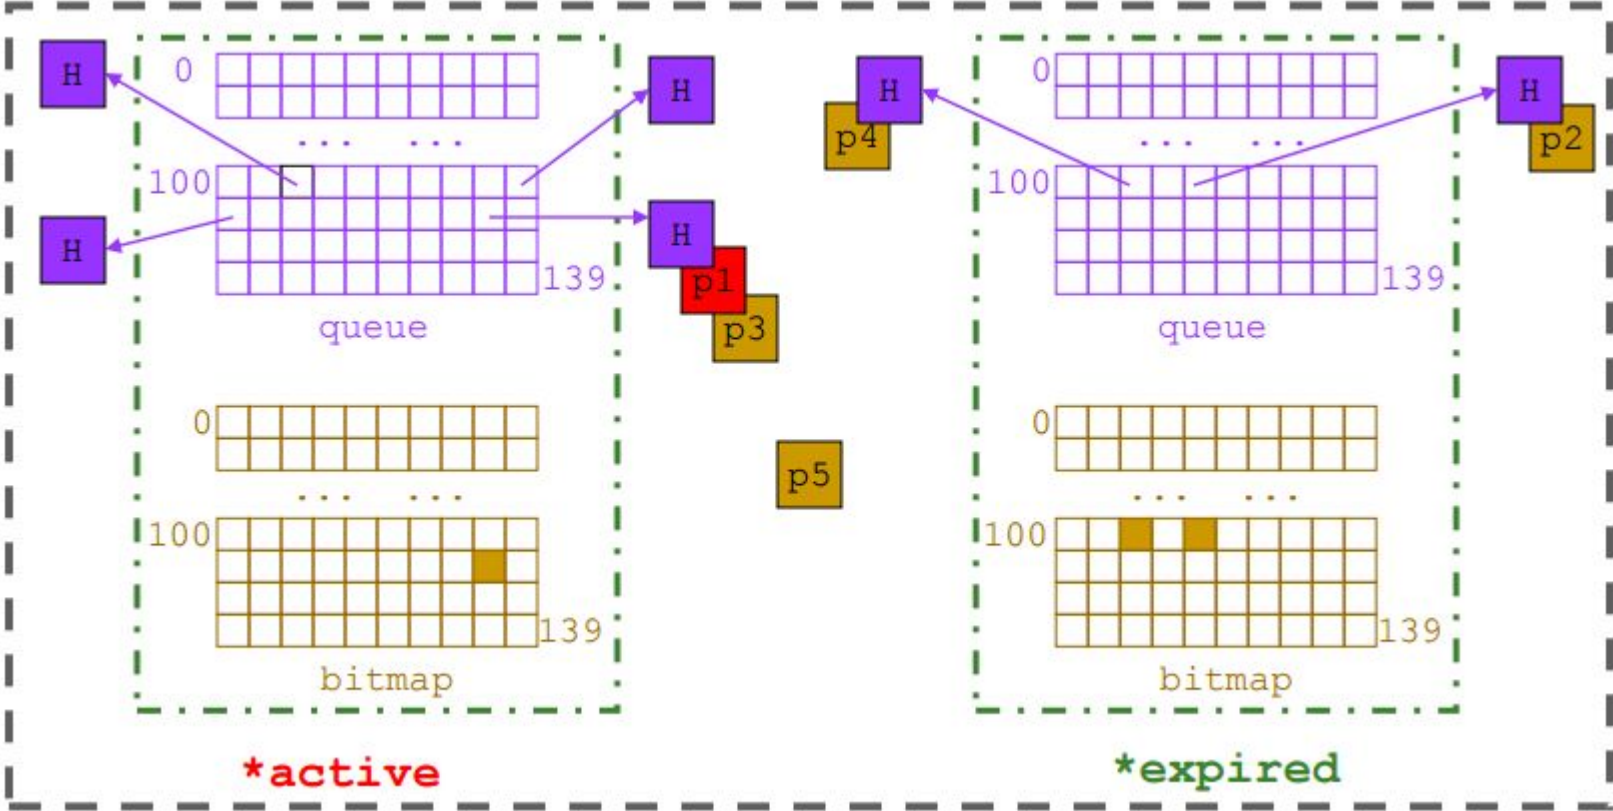 H
0
H
H
0
H
p4
p2
... ...
... ...
100
100
H
H
139
139
p1
p3
queue
queue
0
0
p5
... ...
... ...
100
100
139
139
bitmap
bitmap
*active
*expired